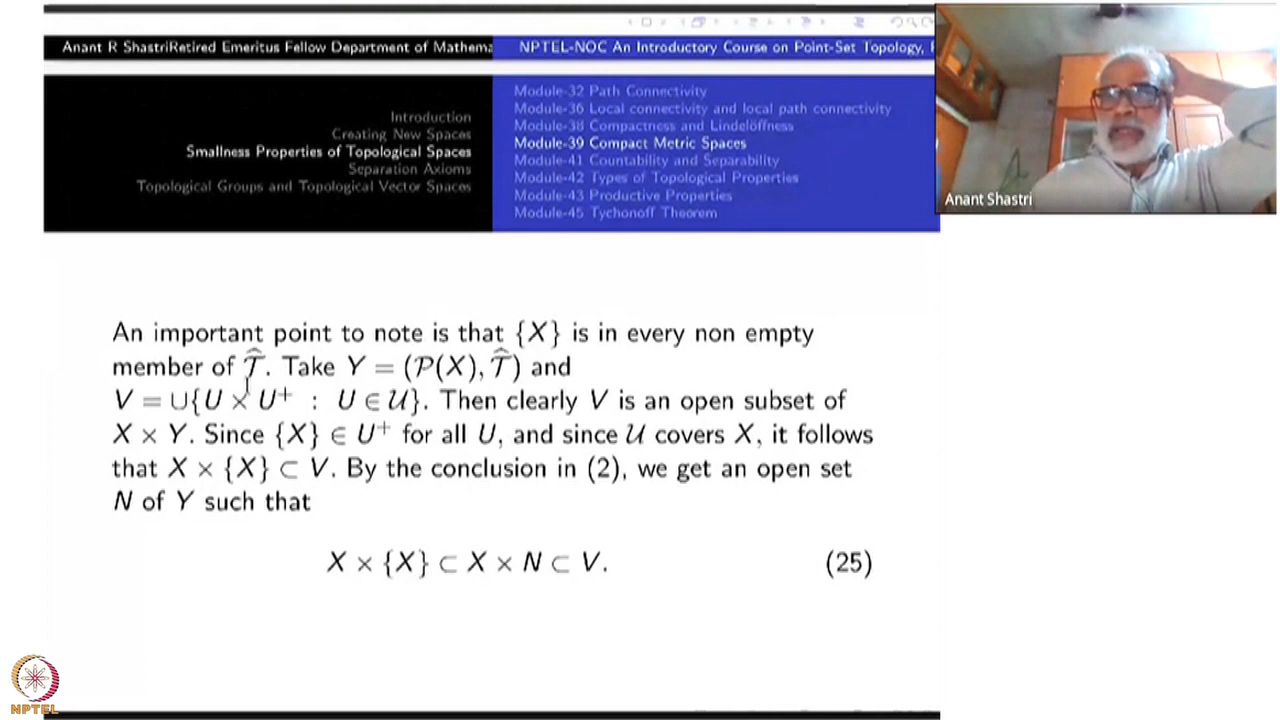 Anant R ShastriRetired Emeritus Fellow Department of Mathema
NPTEL-NOC An Introductory Course on Point-Set Topology,
Introduction
Creating New Spaces
Smallness Properties of Topological Spaces
Separation Axioms
Topological Groups and Topological Vector Spaces
Module-32 Path Connectivity
Module-36 Local connectivity and local path connectivity
Module-38 Compactness and Lindelöffness
Module-39 Compact Metric Spaces
Module-41 Countability and Separability
Module-42 Types of Topological Properties
Module-43 Productive Properties
Module-45 Tychonoff Theorem
Anant Shastri
An important point to note is that {X} is in every non empty
member of 𝒯̂. Take Y = (𝒫(X), 𝒯̂) and
V = ∪{U × U⁺ : U ∈ 𝒰}. Then clearly V is an open subset of
X × Y. Since {X} ∈ U⁺ for all U, and since 𝒰 covers X, it follows
that X × {X} ⊂ V. By the conclusion in (2), we get an open set
N of Y such that
X × {X} ⊂ X × N ⊂ V. (25)
NPTEL